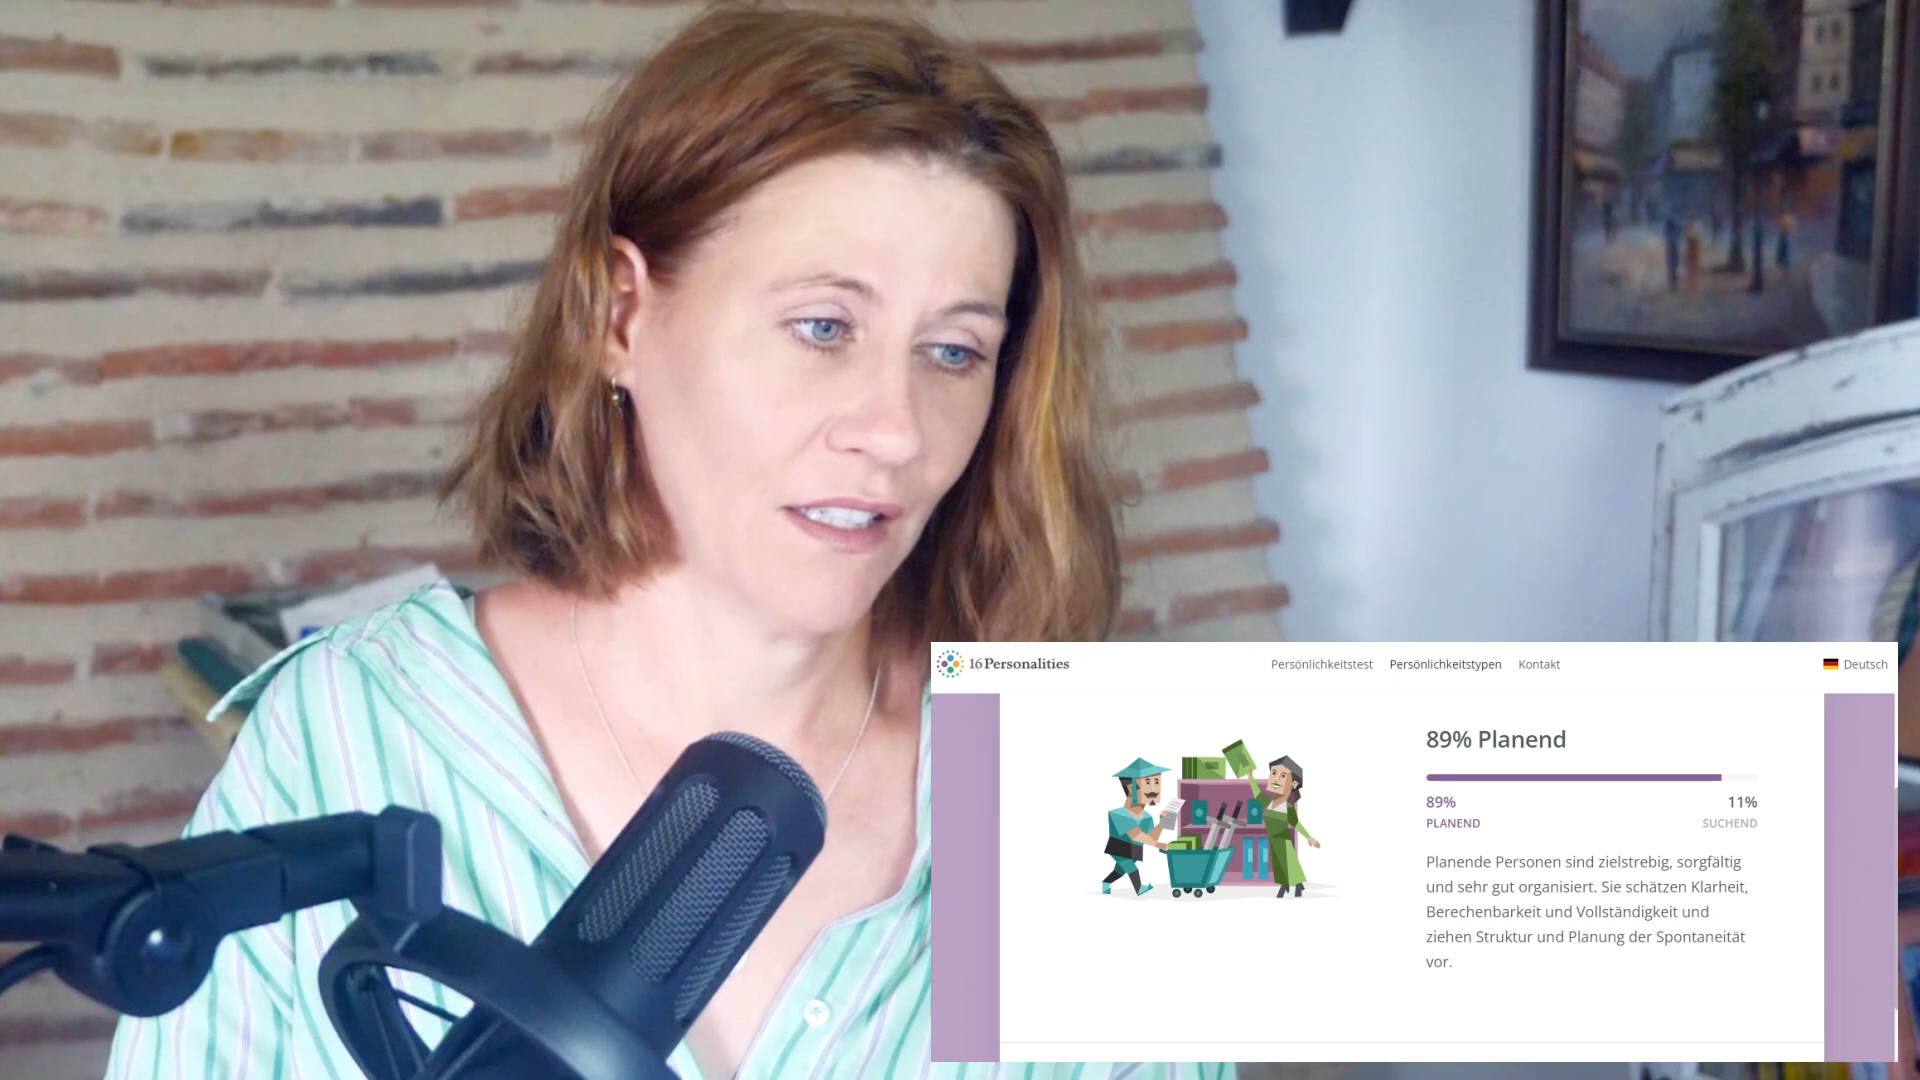 16Personalities
Persönlichkeitstest Persönlichkeitstypen Kontakt
Deutsch
89% Planend
89% 11%
PLANEND SUCHEND
Planende Personen sind zielstrebig, sorgfältig
und sehr gut organisiert. Sie schätzen Klarheit,
Berechenbarkeit und Vollständigkeit und
ziehen Struktur und Planung der Spontaneität
vor.